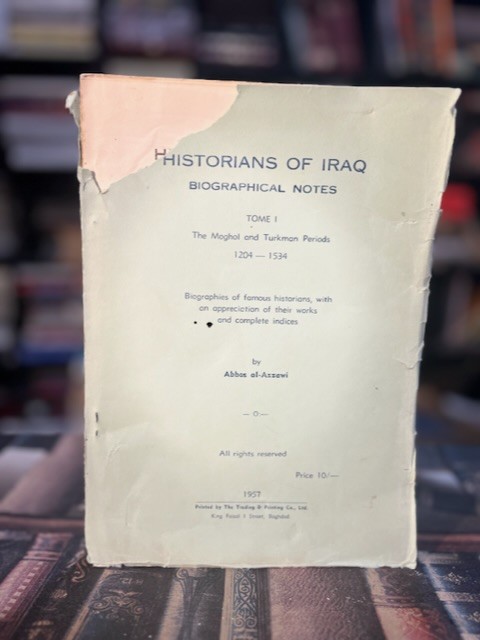 HHISTORIANS OF IRAQ
BIOGRAPHICAL NOTES
TOME I
The Moghol and Turkman Periods
1204 — 1534
Biographies of famous historians, with
an appreciation of their works
and complete indices
by
Abbas al-Azzawi
— O —
All rights reserved
Price 10/—
1957
Printed by The Trading & Printing Co., Ltd.
King Faisal I Street, Baghdad